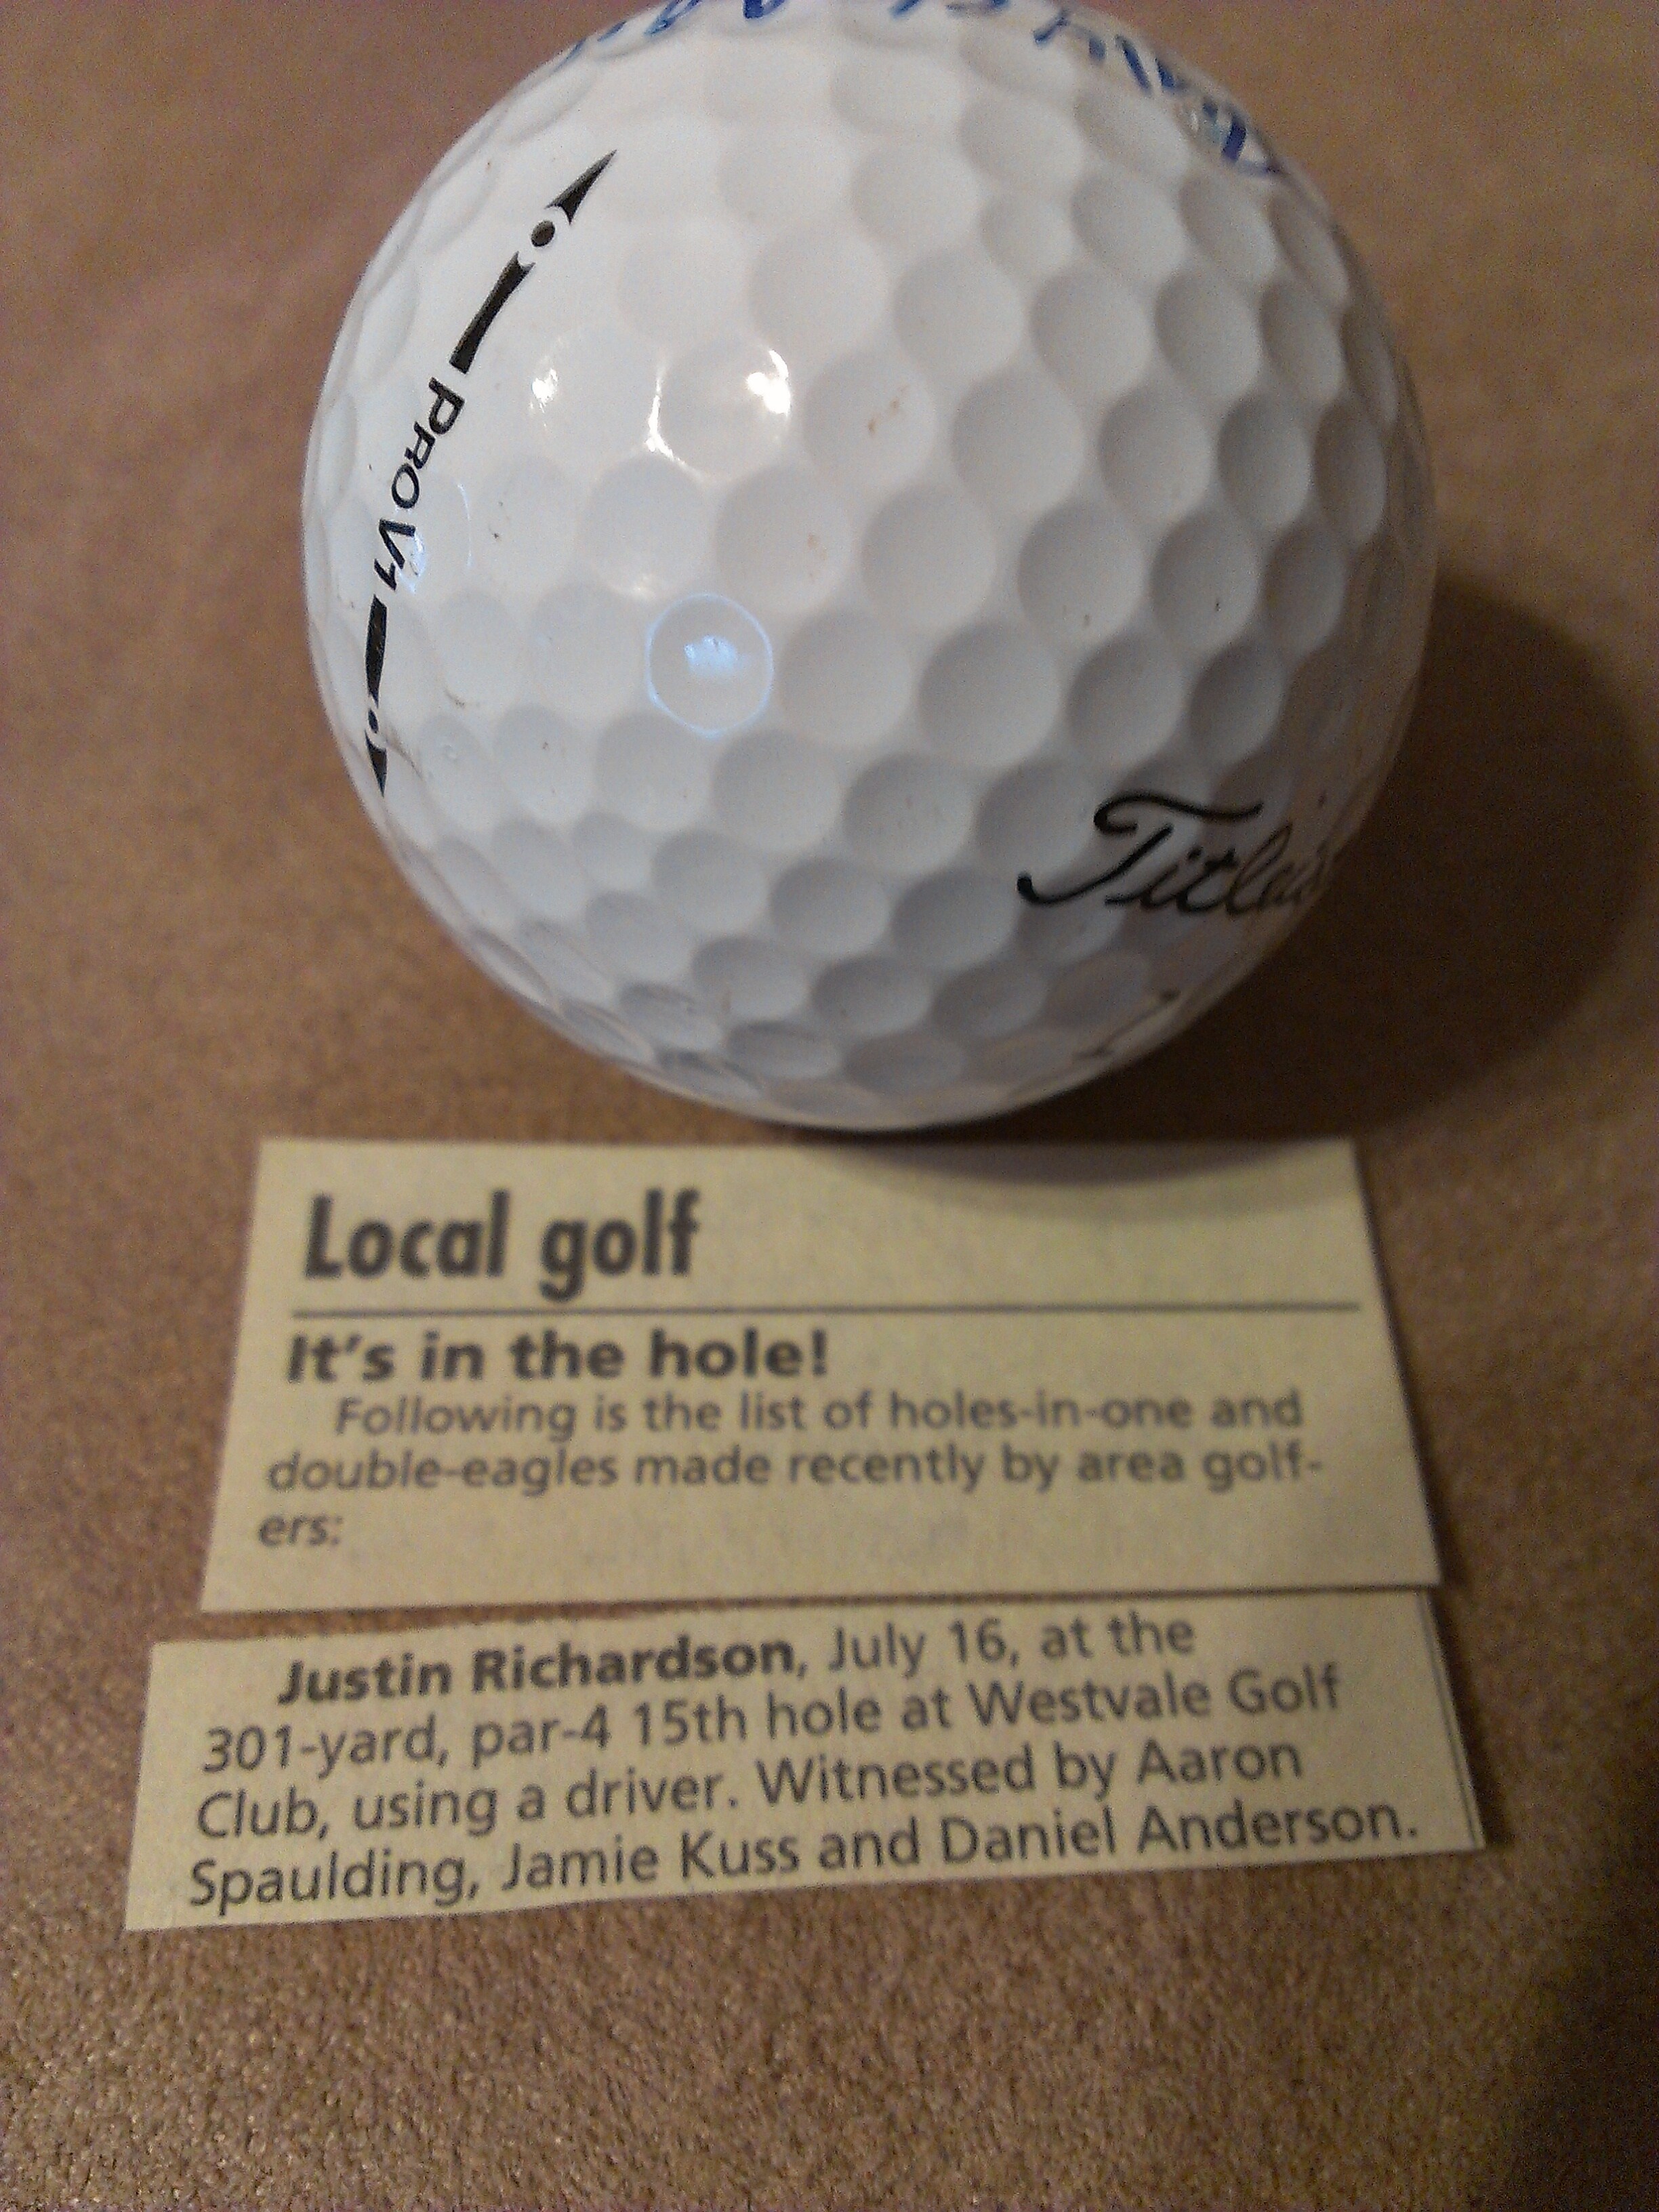 PRO V1
Titleis
Local golf
It's in the hole!
Following is the list of holes-in-one and
double-eagles made recently by area golf-
ers:
Justin Richardson, July 16, at the
301-yard, par-4 15th hole at Westvale Golf
Club, using a driver. Witnessed by Aaron
Spaulding, Jamie Kuss and Daniel Anderson.